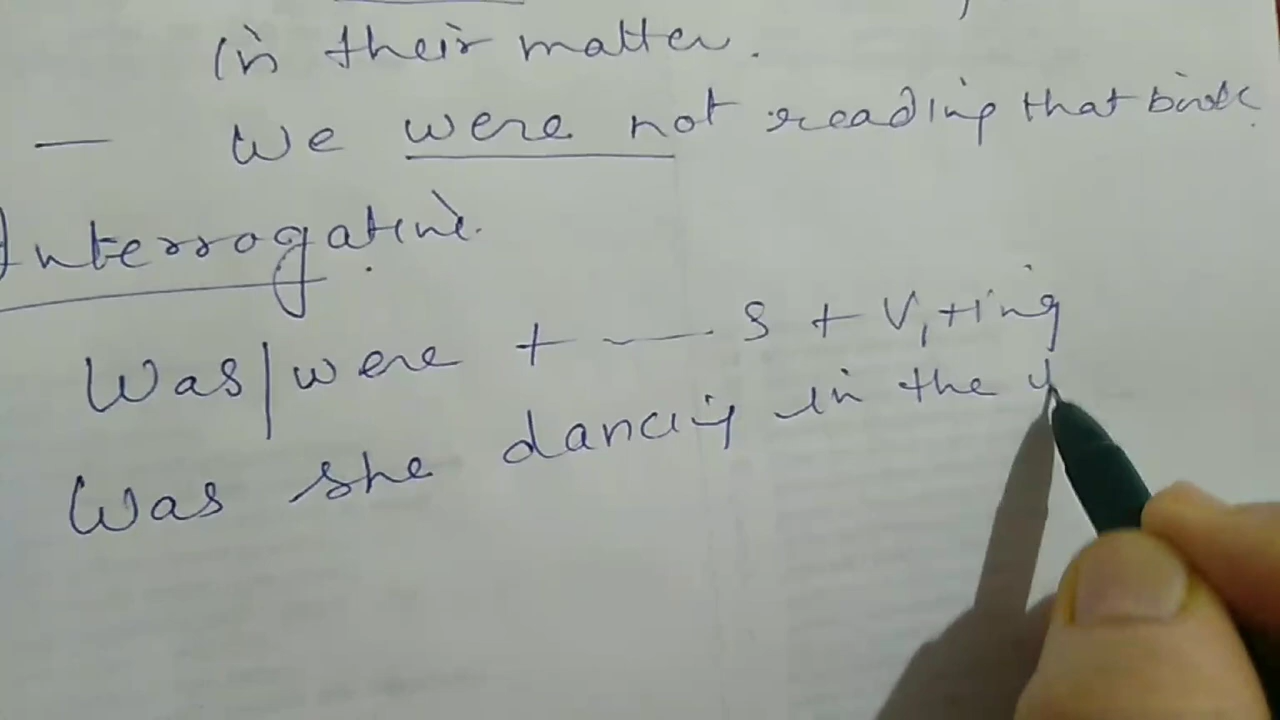 in their matter.
— We were not reading that book.
Interrogative.
Was/were + — S + V1+ing
Was she dancing in the